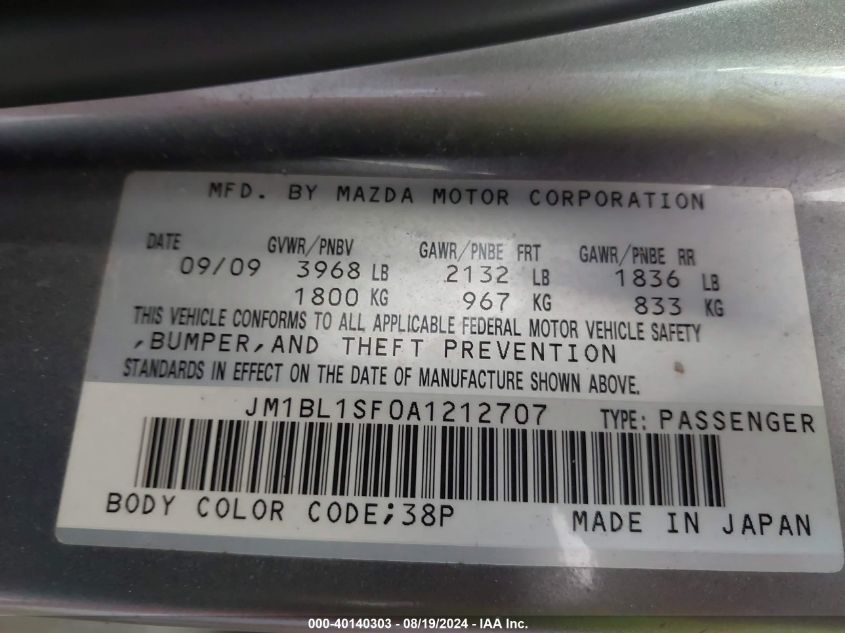 MFD. BY MAZDA MOTOR CORPORATION
DATE GVWR/PNBV GAWR/PNBE FRT GAWR/PNBE RR
09/09 3968 LB 2132 LB 1836 LB
1800 KG 967 KG 833 KG
THIS VEHICLE CONFORMS TO ALL APPLICABLE FEDERAL MOTOR VEHICLE SAFETY
,BUMPER,AND THEFT PREVENTION
STANDARDS IN EFFECT ON THE DATE OF MANUFACTURE SHOWN ABOVE.
JM1BL1SF0A1212707 TYPE: PASSENGER
BODY COLOR CODE;38P MADE IN JAPAN
000-40140303 - 08/19/2024 - IAA Inc.